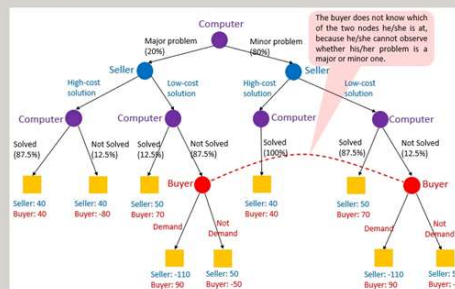 Computer
The buyer does not know which
of the two nodes he/she is at,
because he/she cannot observe
whether his/her problem is a
major or minor one.
Major problem
(20%)
Minor problem
(80%)
Seller
Seller
High-cost
solution
Low-cost
solution
High-cost
solution
Low-cost
solution
Computer
Computer
Computer
Computer
Solved
(87.5%)
Not Solved
(12.5%)
Solved
(12.5%)
Not Solved
(87.5%)
Solved
(100%)
Solved
(87.5%)
Not Solved
(12.5%)
Buyer
Buyer
Seller: 40
Buyer: 40
Seller: 40
Buyer: -80
Seller: 50
Buyer: 70
Seller: 40
Buyer: 40
Seller: 50
Buyer: 70
Demand
Not
Demand
Demand
Not
Demand
Seller: -110
Buyer: 90
Seller: 50
Buyer: -50
Seller: -110
Buyer: 90